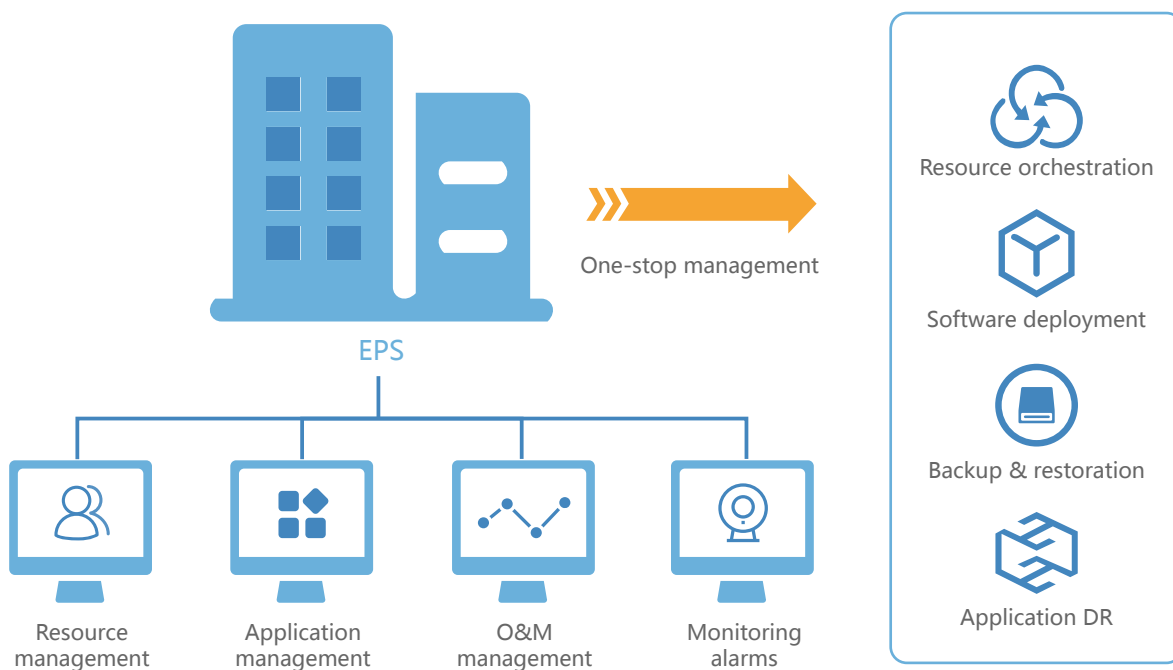 Resource orchestration
One-stop management
Software deployment
EPS
Backup & restoration
Application DR
Resource
management
Application
management
O&M
management
Monitoring
alarms